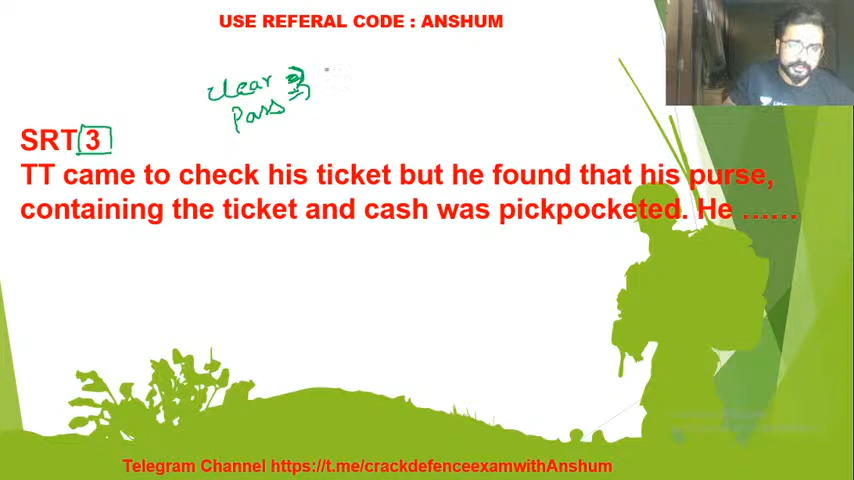 USE REFERAL CODE : ANSHUM
clear
pass
SRT 3
TT came to check his ticket but he found that his purse,
containing the ticket and cash was pickpocketed. He ......
Telegram Channel https://t.me/crackdefenceexamwithAnshum